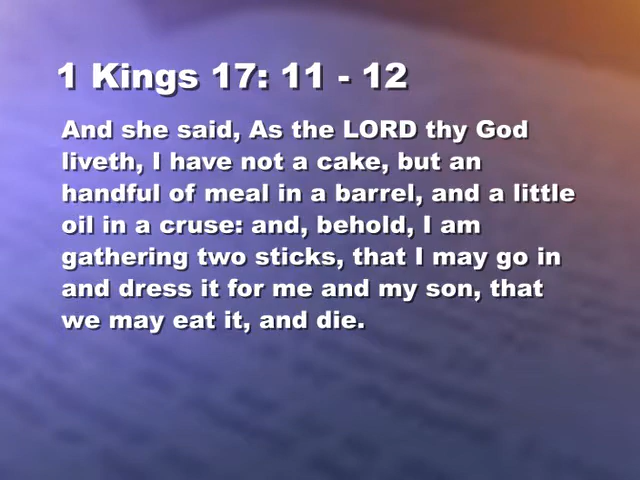 1 Kings 17: 11 - 12
And she said, As the LORD thy God
liveth, I have not a cake, but an
handful of meal in a barrel, and a little
oil in a cruse: and, behold, I am
gathering two sticks, that I may go in
and dress it for me and my son, that
we may eat it, and die.